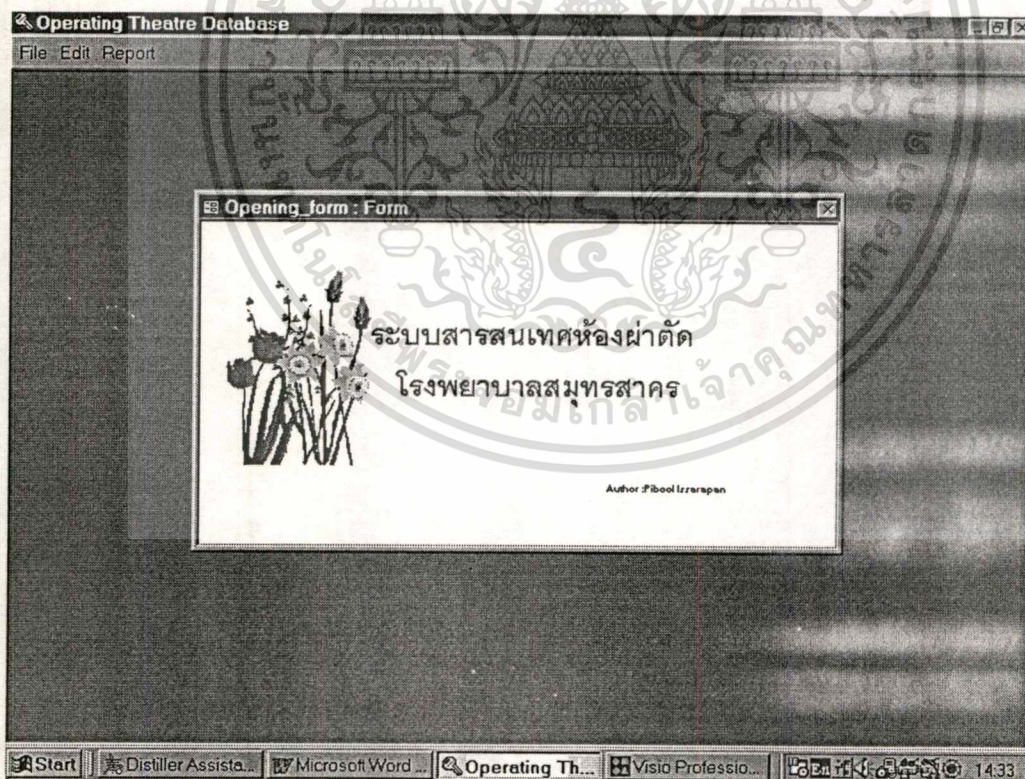 Operating Theatre Database
File Edit Report
Opening_form : Form
ระบบสารสนเทศห้องผ่าตัด
โรงพยาบาลสมุทรสาคร
Author :Pibool Issarapan
Start Distiller Assista... Microsoft Word ... Operating Th... Visio Professio... En 14:33